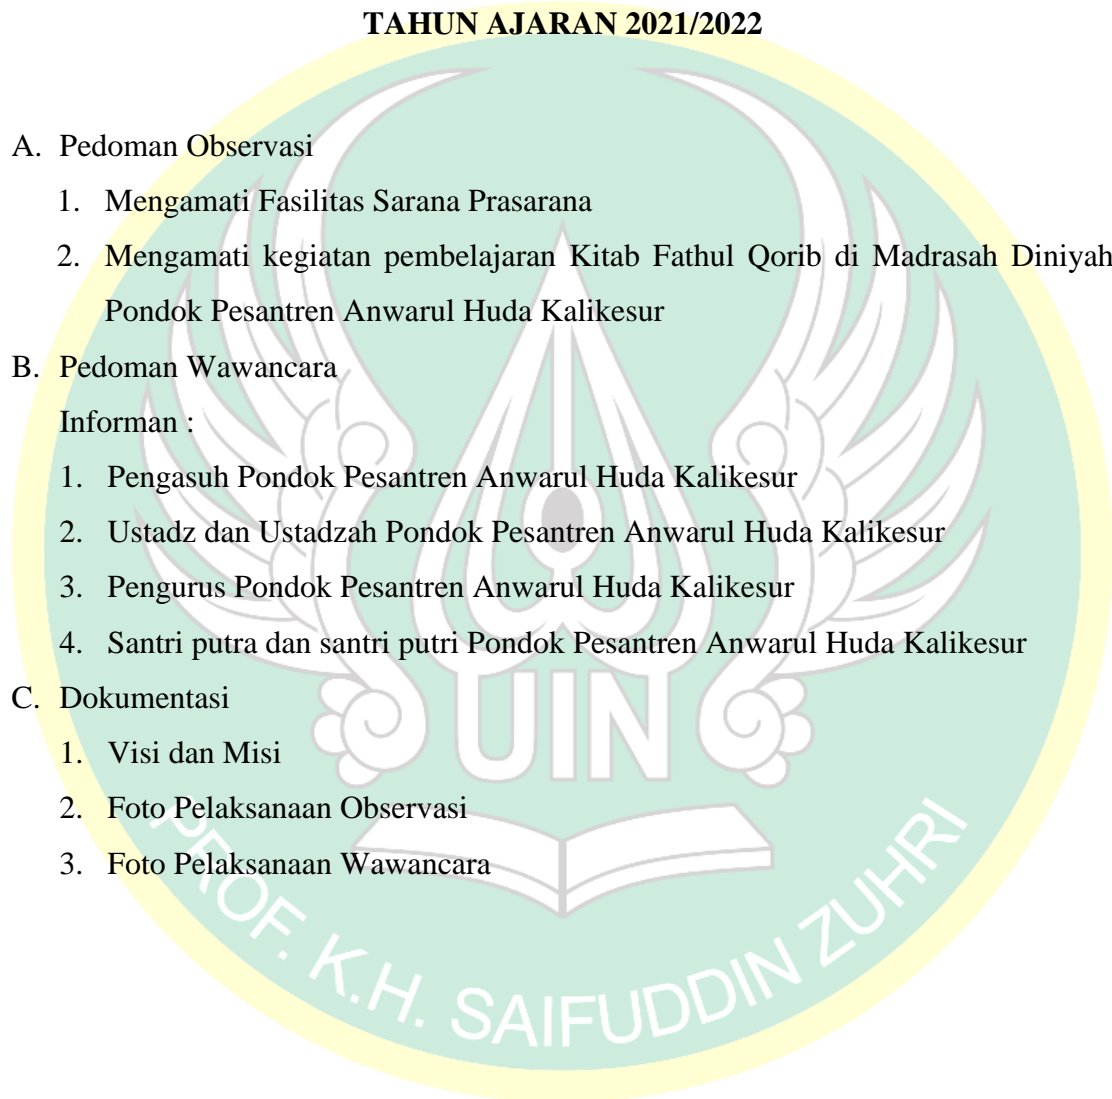 TAHUN AJARAN 2021/2022
A. Pedoman Observasi
1. Mengamati Fasilitas Sarana Prasarana
2. Mengamati kegiatan pembelajaran Kitab Fathul Qorib di Madrasah Diniyah
Pondok Pesantren Anwarul Huda Kalikesur
B. Pedoman Wawancara
Informan :
1. Pengasuh Pondok Pesantren Anwarul Huda Kalikesur
2. Ustadz dan Ustadzah Pondok Pesantren Anwarul Huda Kalikesur
3. Pengurus Pondok Pesantren Anwarul Huda Kalikesur
4. Santri putra dan santri putri Pondok Pesantren Anwarul Huda Kalikesur
C. Dokumentasi
1. Visi dan Misi
2. Foto Pelaksanaan Observasi
3. Foto Pelaksanaan Wawancara
UIN
PROF. K.H. SAIFUDDIN ZUHRI